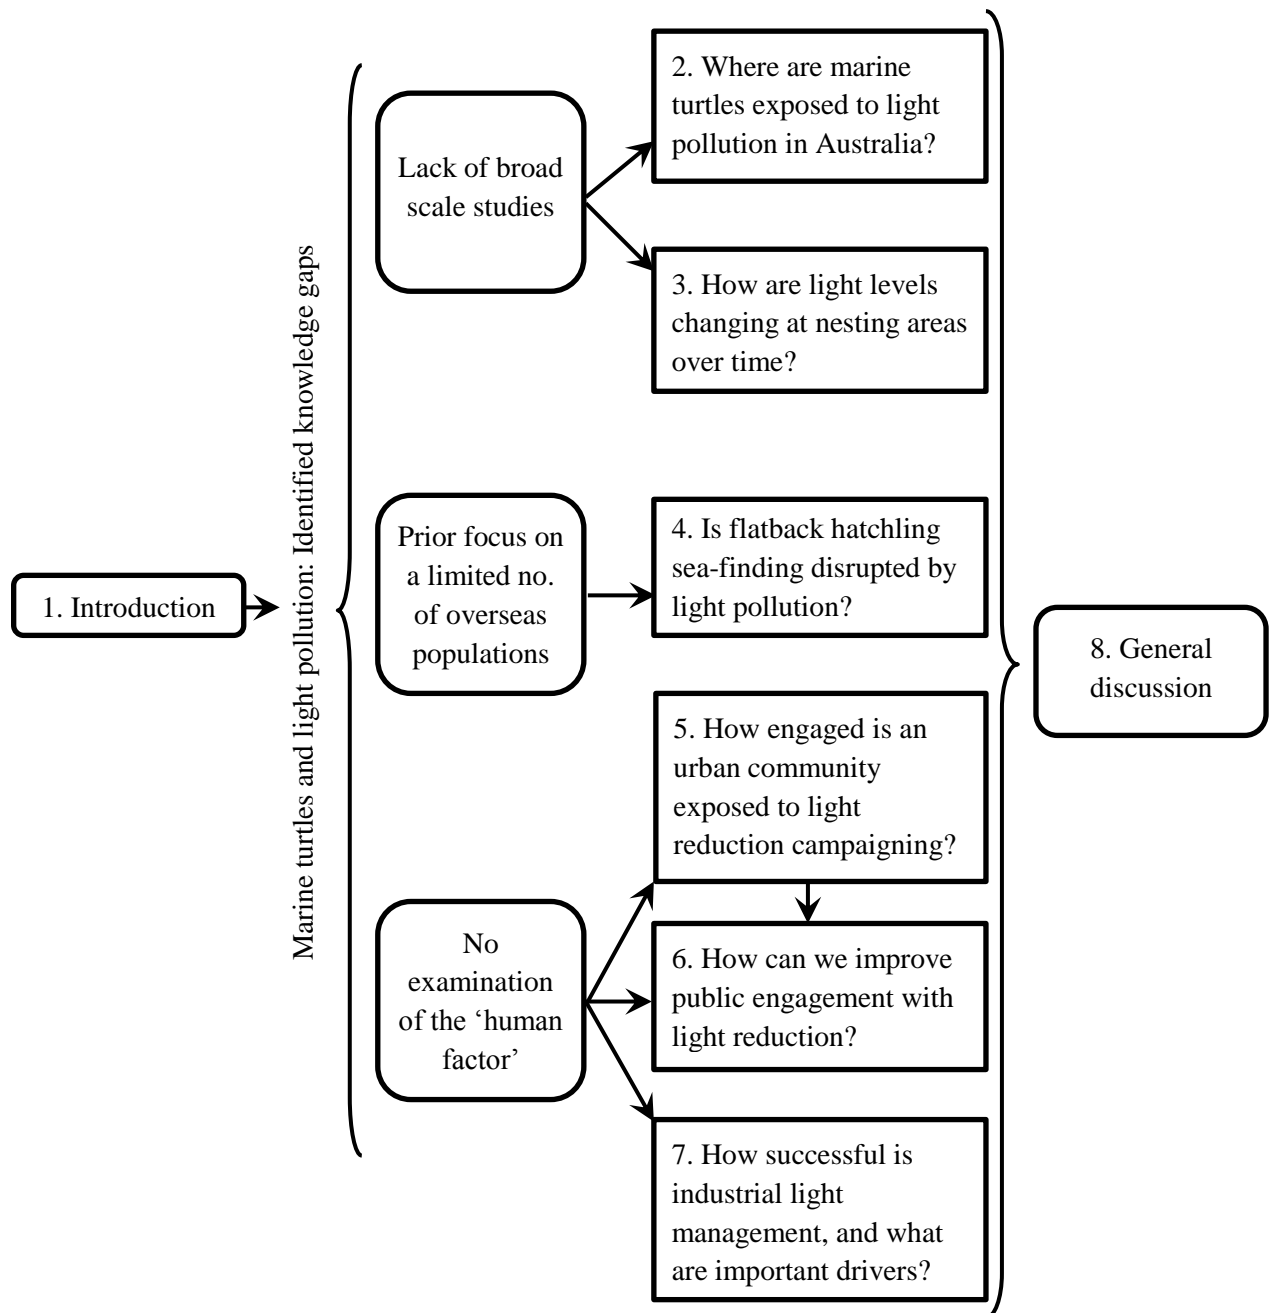 1. Introduction
Marine turtles and light pollution: Identified knowledge gaps
Lack of broad
scale studies
2. Where are marine
turtles exposed to light
pollution in Australia?
3. How are light levels
changing at nesting areas
over time?
Prior focus on
a limited no.
of overseas
populations
4. Is flatback hatchling
sea-finding disrupted by
light pollution?
No
examination
of the ‘human
factor’
5. How engaged is an
urban community
exposed to light
reduction campaigning?
6. How can we improve
public engagement with
light reduction?
7. How successful is
industrial light
management, and what
are important drivers?
8. General
discussion